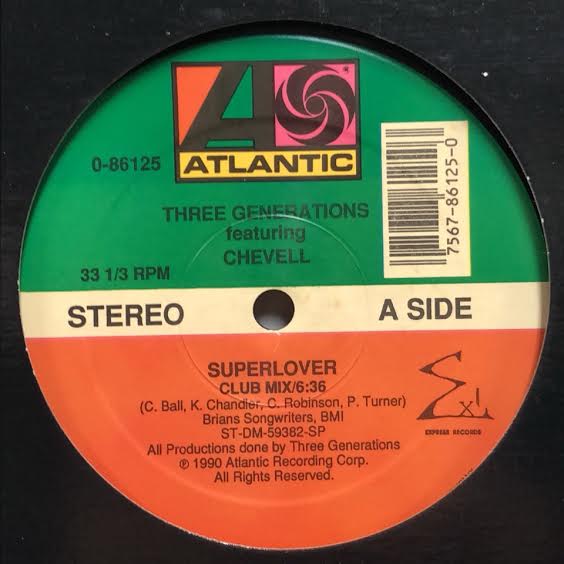 ATLANTIC
0-86125
7567-86125-0
THREE GENERATIONS
featuring
CHEVELL
33 1/3 RPM
STEREO
A SIDE
SUPERLOVER
CLUB MIX/6:36
(C. Ball, K. Chandler, C. Robinson, P. Turner)
Brians Songwriters, BMI
ST-DM-59382-SP
All Productions done by Three Generations
℗ 1990 Atlantic Recording Corp.
All Rights Reserved.